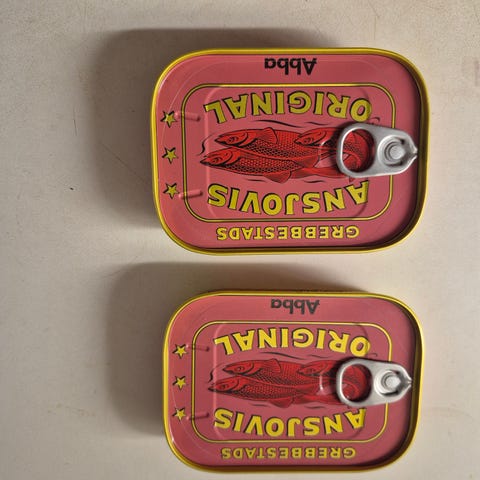 GREBBESTADS
ANSJOVIS
ORIGINAL
Abba
GREBBESTADS
ANSJOVIS
ORIGINAL
Abba